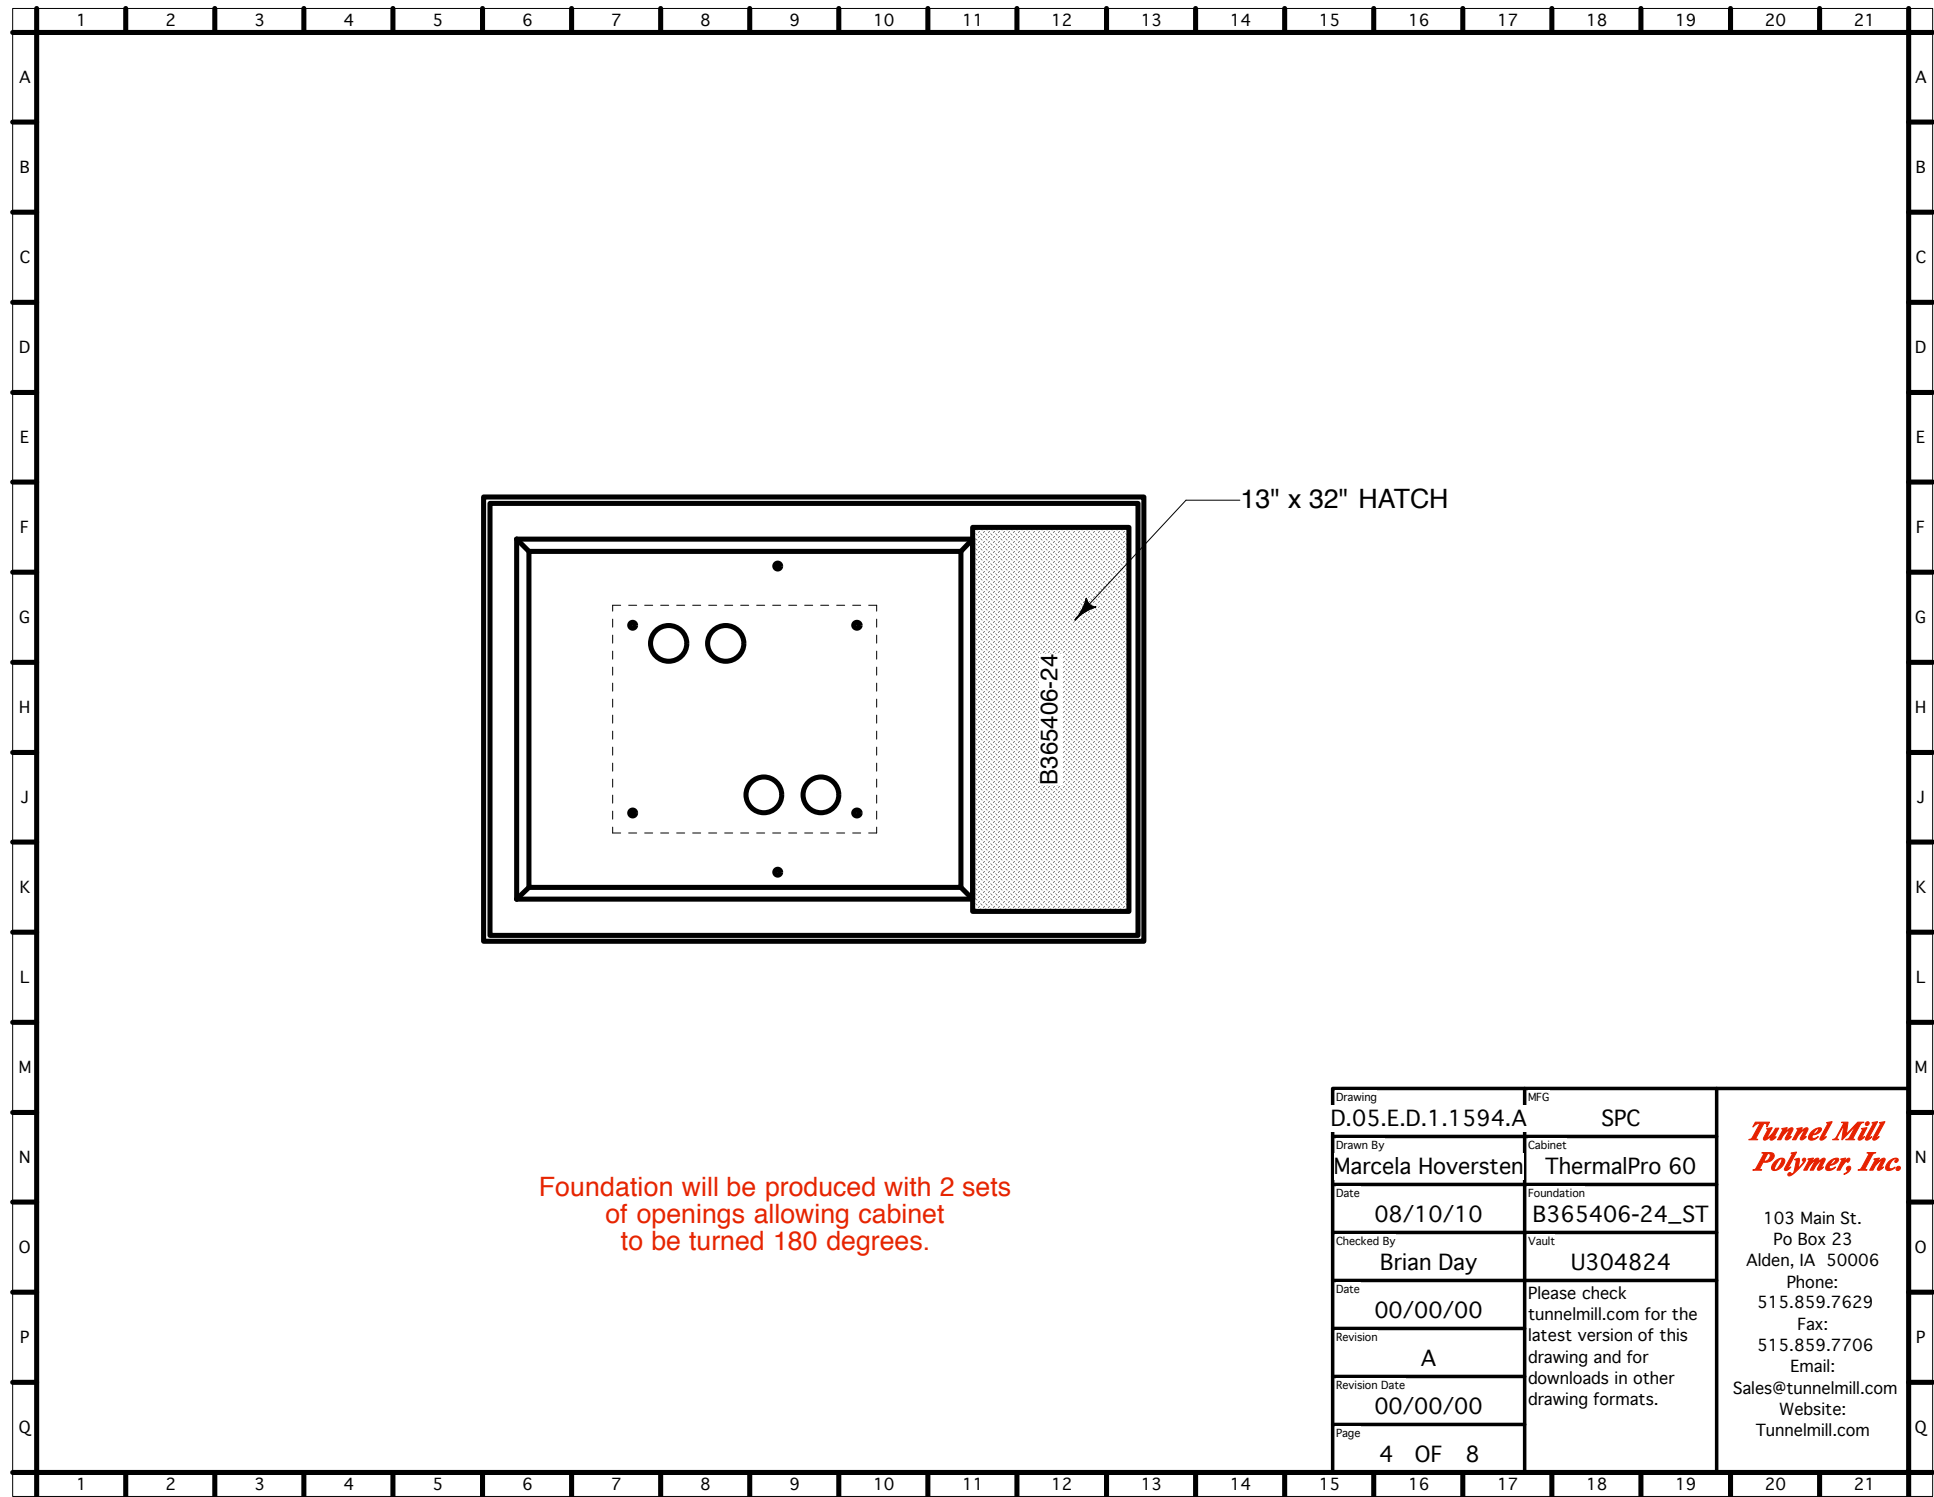 1 2 3 4 5 6 7 8 9 10 11 12 13 14 15 16 17 18 19 20 21
A A
B B
C C
D D
E E
F F
G G
H H
J J
K K
L L
M M
N N
O O
P P
Q Q
13" x 32" HATCH
B365406-24
Foundation will be produced with 2 sets
of openings allowing cabinet
to be turned 180 degrees.
Drawing
D.05.E.D.1.1594.A
Drawn By
Marcela Hoversten
Date
08/10/10
Checked By
Brian Day
Date
00/00/00
Revision
A
Revision Date
00/00/00
Page
4 OF 8
MFG
SPC
Cabinet
ThermalPro 60
Foundation
B365406-24_ST
Vault
U304824
Please check
tunnelmill.com for the
latest version of this
drawing and for
downloads in other
drawing formats.
Tunnel Mill
Polymer, Inc.
103 Main St.
Po Box 23
Alden, IA 50006
Phone:
515.859.7629
Fax:
515.859.7706
Email:
Sales@tunnelmill.com
Website:
Tunnelmill.com
1 2 3 4 5 6 7 8 9 10 11 12 13 14 15 16 17 18 19 20 21